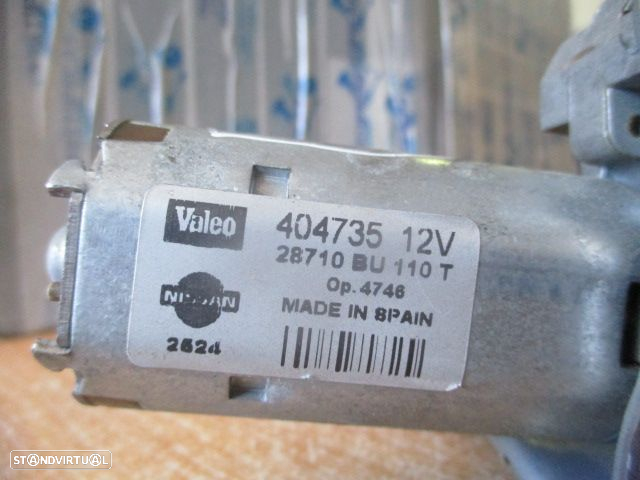 Valeo
404735 12V
28710 BU 110 T
Op. 4746
NISSAN
MADE IN SPAIN
2524
STANDVIRTUAL